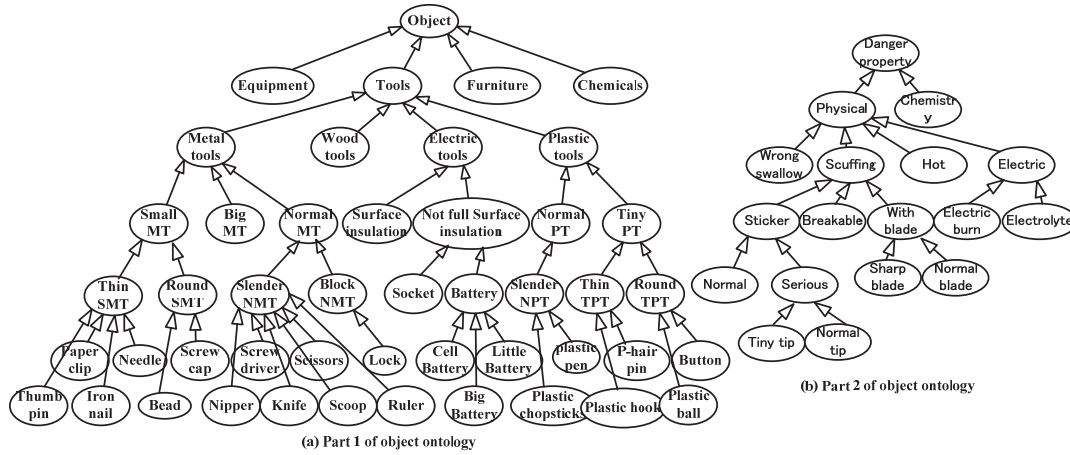 Object
Equipment
Tools
Furniture
Chemicals
Metal
tools
Wood
tools
Electric
tools
Plastic
tools
Small
MT
Big
MT
Normal
MT
Surface
insulation
Not full Surface
insulation
Normal
PT
Tiny
PT
Thin
SMT
Round
SMT
Slender
NMT
Block
NMT
Socket
Battery
Slender
NPT
Thin
TPT
Round
TPT
Paper
clip
Needle
Screw
cap
Screw
driver
Scissors
Lock
Cell
Battery
Little
Battery
plastic
pen
P-hair
pin
Button
Thumb
pin
Iron
nail
Bead
Nipper
Knife
Scoop
Ruler
Big
Battery
Plastic
chopsticks
Plastic hook
Plastic
ball
(a) Part 1 of object ontology
Danger
property
Physical
Chemistr
y
Wrong
swallow
Scuffing
Hot
Electric
Sticker
Breakable
With
blade
Electric
burn
Electrolyte
Normal
Serious
Sharp
blade
Normal
blade
Tiny tip
Normal
tip
(b) Part 2 of object ontology